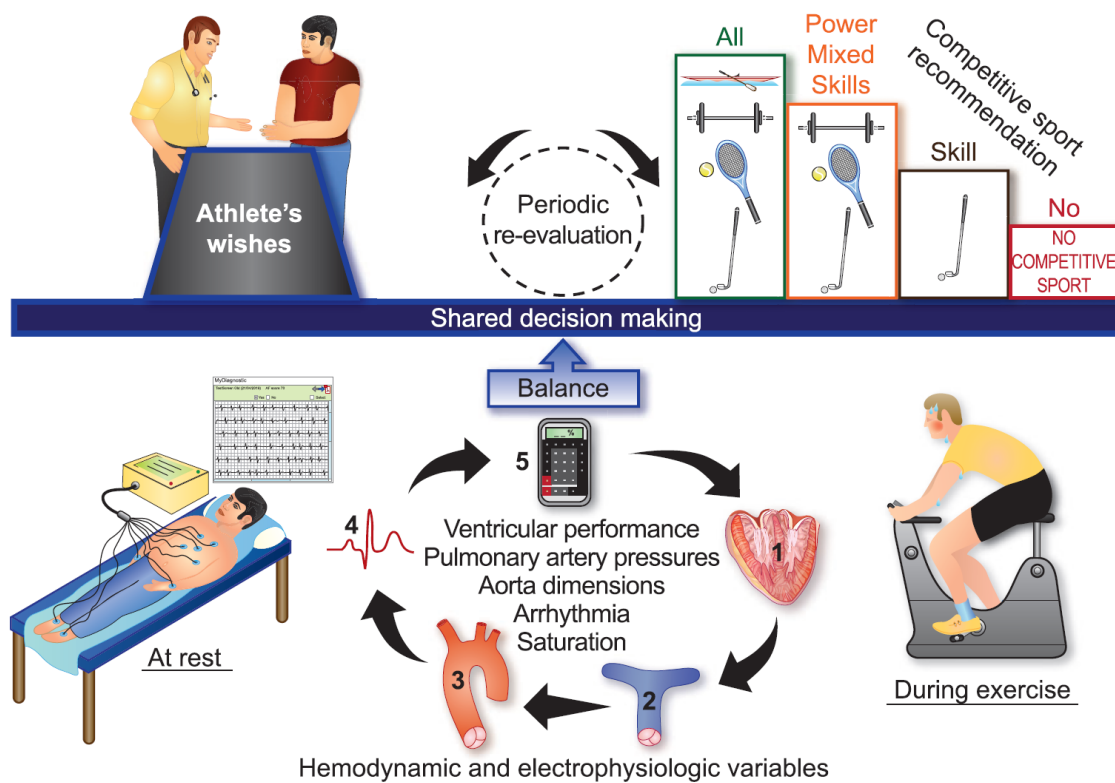 All
Power
Mixed
Skills
Competitive sport
recommendation
Skill
No
NO
COMPETITIVE
SPORT
Athlete's
wishes
Periodic
re-evaluation
Shared decision making
Balance
MyDiagnostic
Yes
No
5
%
4
1
Ventricular performance
Pulmonary artery pressures
Aorta dimensions
Arrhythmia
Saturation
3
2
At rest
During exercise
Hemodynamic and electrophysiologic variables